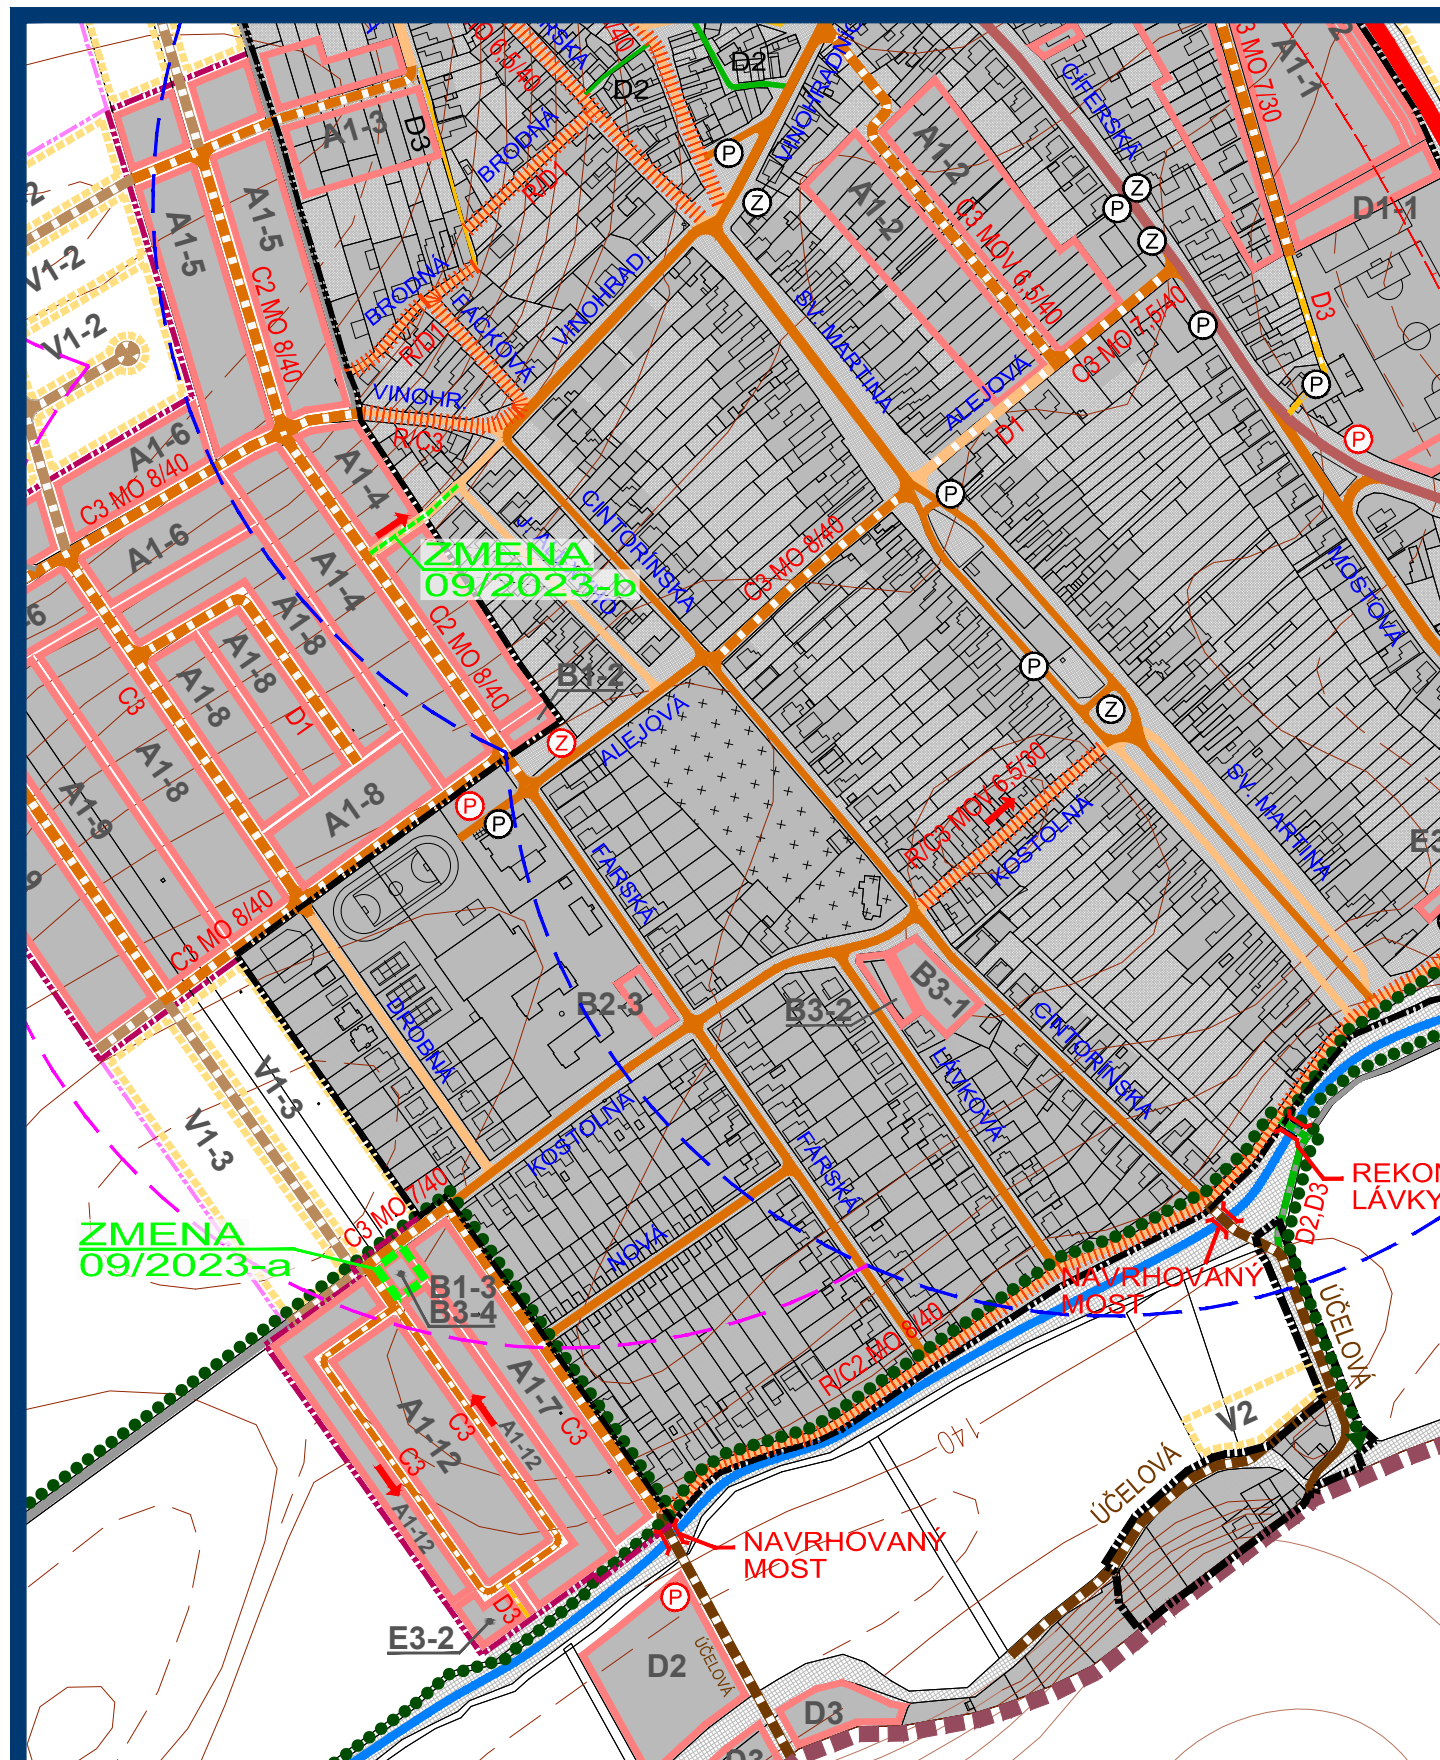 D2
D2
VINOHRADNÍC
ČÍFERSKÁ
C3 MO 7/30
A1-1
A1-3
D3
BRODNÁ
R/D1
A1-2
A1-2
C3 MOV 6,5/40
P
Z
Z
P
Z
D1-1
A1-5
A1-5
V1-2
V1-2
C2 MO 8/40
BRODNÁ
R/D1
RAČKOVÁ
VINOHRAD.
SV. MARTINA
C3 MO 7,5/40
ALEJOVÁ
D1
P
D3
P
P
VINOHR.
R/C3
A1-6
C3 MO 8/40
A1-6
A1-4
A1-4
CINTORÍNSKA
C3 MO 8/40
P
MOSTOVÁ
ZMENA
09/2023-b
A1-8
A1-8
A1-8
C2 MO 8/40
B1-2
C3
D1
A1-8
A1-8
A1-9
ALEJOVÁ
Z
P
P
P
Z
R/C3 MOV 6,5/30
KOSTOLNÁ
SV. MARTINA
C3 MO 8/40
FARSKÁ
B2-3
B3-2
B3-1
DROBNÁ
LÁVKOVÁ
CINTORÍNSKA
V1-3
V1-3
KOSTOLNÁ
FARSKÁ
C3 MO 7/40
NOVÁ
ZMENA
09/2023-a
B1-3
B3-4
REKON
LÁVKY
D2,D3
NAVRHOVANÝ
MOST
ÚČELOVÁ
R/C2 MO 8/40
A1-7
C3
A1-12
C3
A1-12
C3
A1-12
V2
140
ÚČELOVÁ
NAVRHOVANÝ
MOST
P
D3
E3-2
D2
ÚČELOVÁ
D3